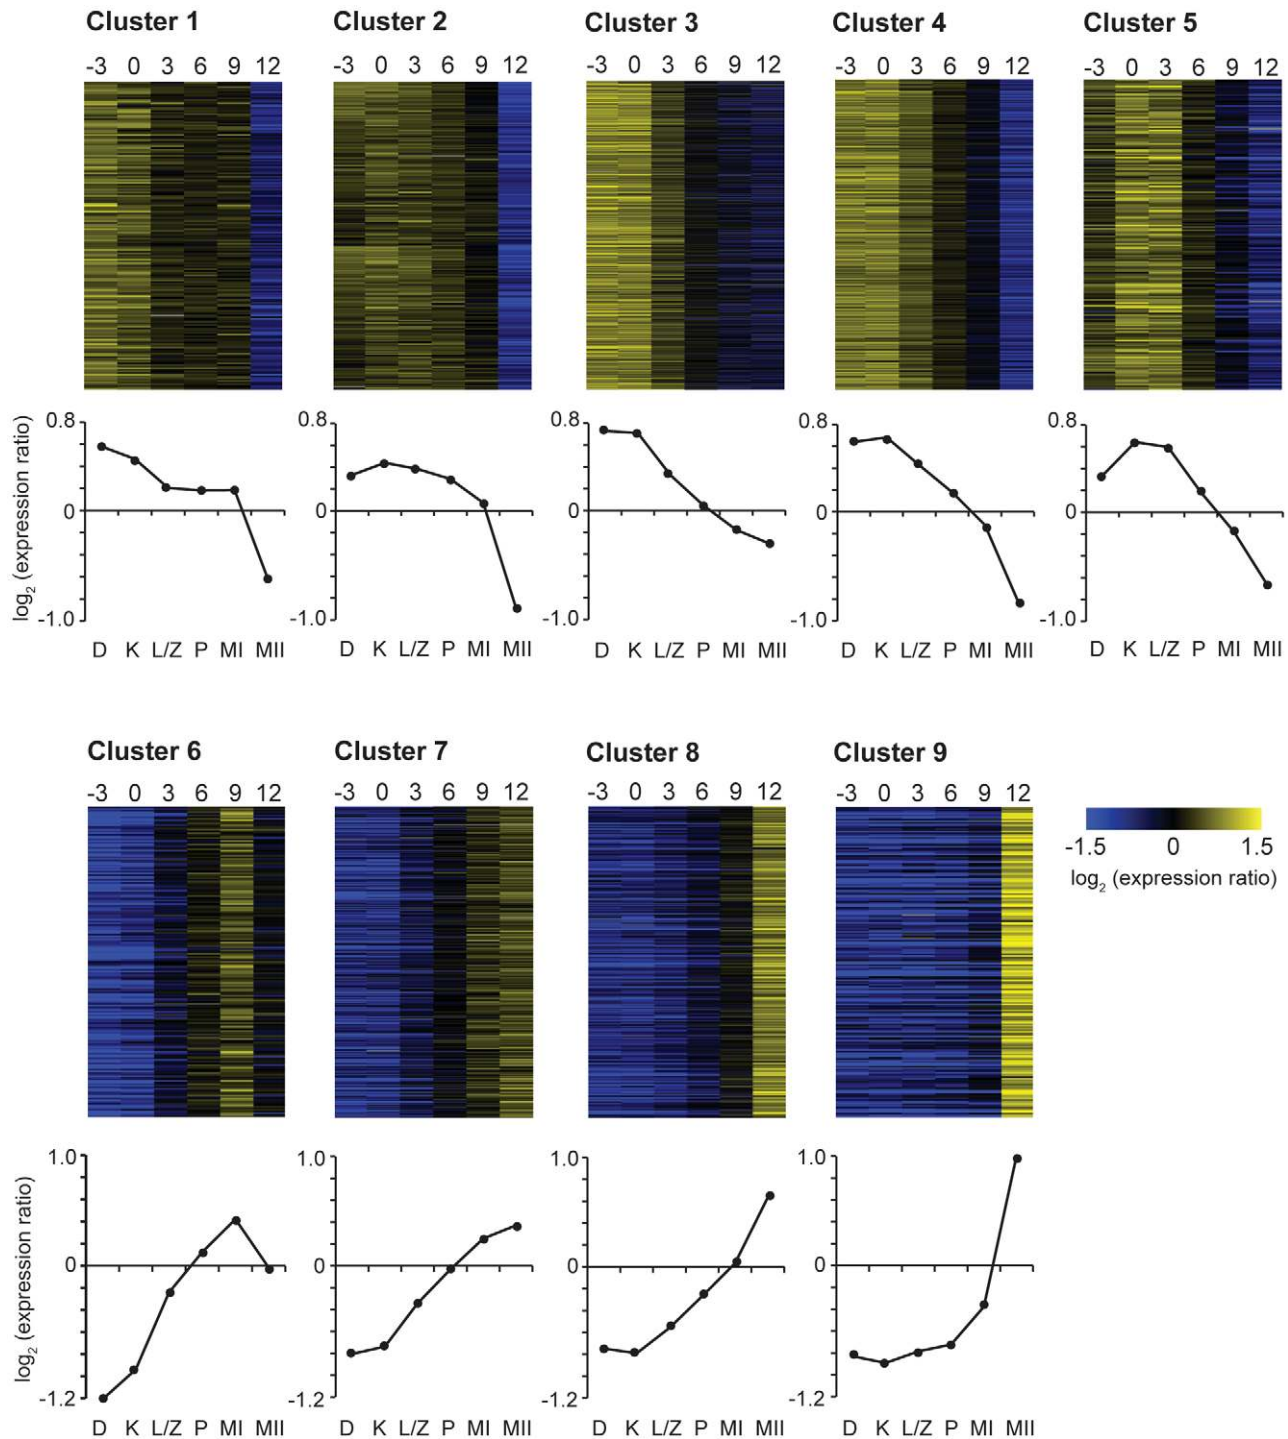 Cluster 1 Cluster 2 Cluster 3 Cluster 4 Cluster 5
-3 0 3 6 9 12 -3 0 3 6 9 12 -3 0 3 6 9 12 -3 0 3 6 9 12 -3 0 3 6 9 12
0.8 0.8 0.8 0.8
log2 (expression ratio)
0 0 0 0 0
-1.0 -1.0 -1.0 -1.0
D K L/Z P MI MII D K L/Z P MI MII D K L/Z P MI MII D K L/Z P MI MII D K L/Z P MI MII
Cluster 6 Cluster 7 Cluster 8 Cluster 9
-3 0 3 6 9 12 -3 0 3 6 9 12 -3 0 3 6 9 12 -3 0 3 6 9 12
-1.5 0 1.5
log2 (expression ratio)
1.0 1.0 1.0 1.0
log2 (expression ratio)
0 0 0 0
-1.2 -1.2 -1.2 -1.2
D K L/Z P MI MII D K L/Z P MI MII D K L/Z P MI MII D K L/Z P MI MII